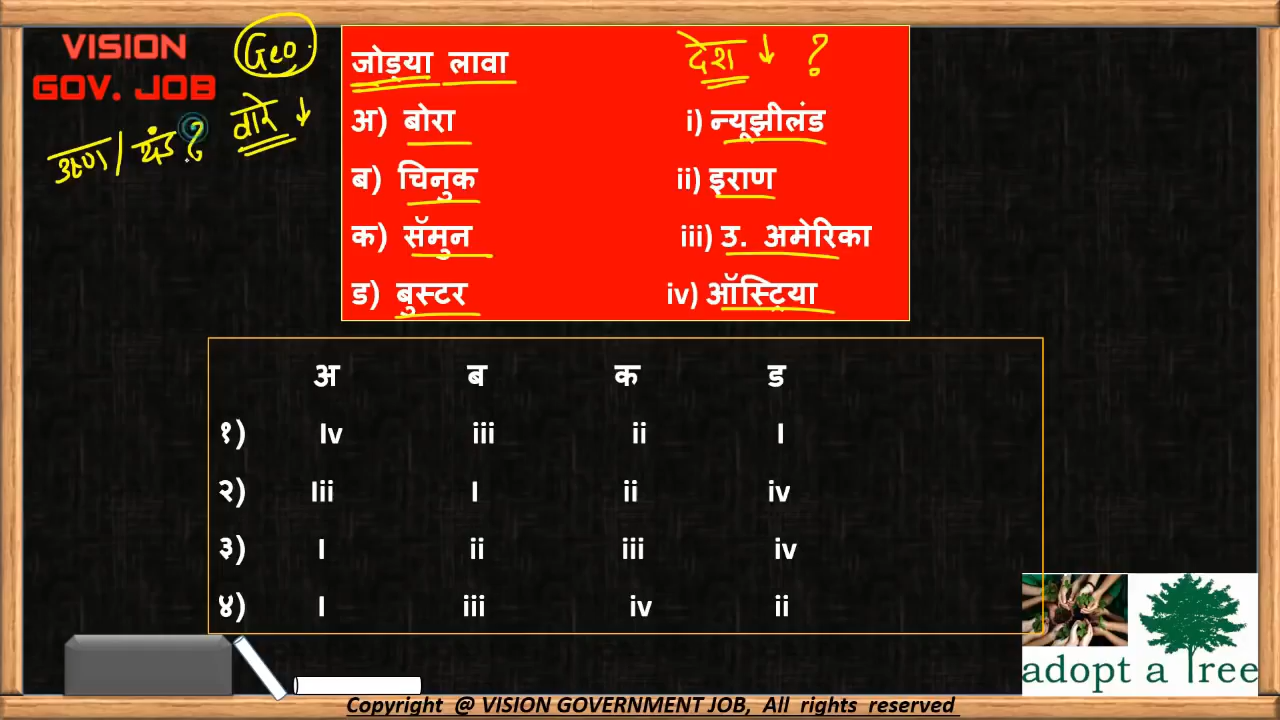 VISION
GOV. JOB
Geo.
वारे ↓
उष्ण / थंड ?
जोड्या लावा
देश ↓ ?
अ) बोरा i) न्यूझीलंड
ब) चिनुक ii) इराण
क) सॅमुन iii) उ. अमेरिका
ड) बुस्टर iv) ऑस्ट्रिया
अ ब क ड
१) Iv iii ii I
२) Iii I ii iv
३) I ii iii iv
४) I iii iv ii
adopt a Tree
Copyright @ VISION GOVERNMENT JOB, All rights reserved